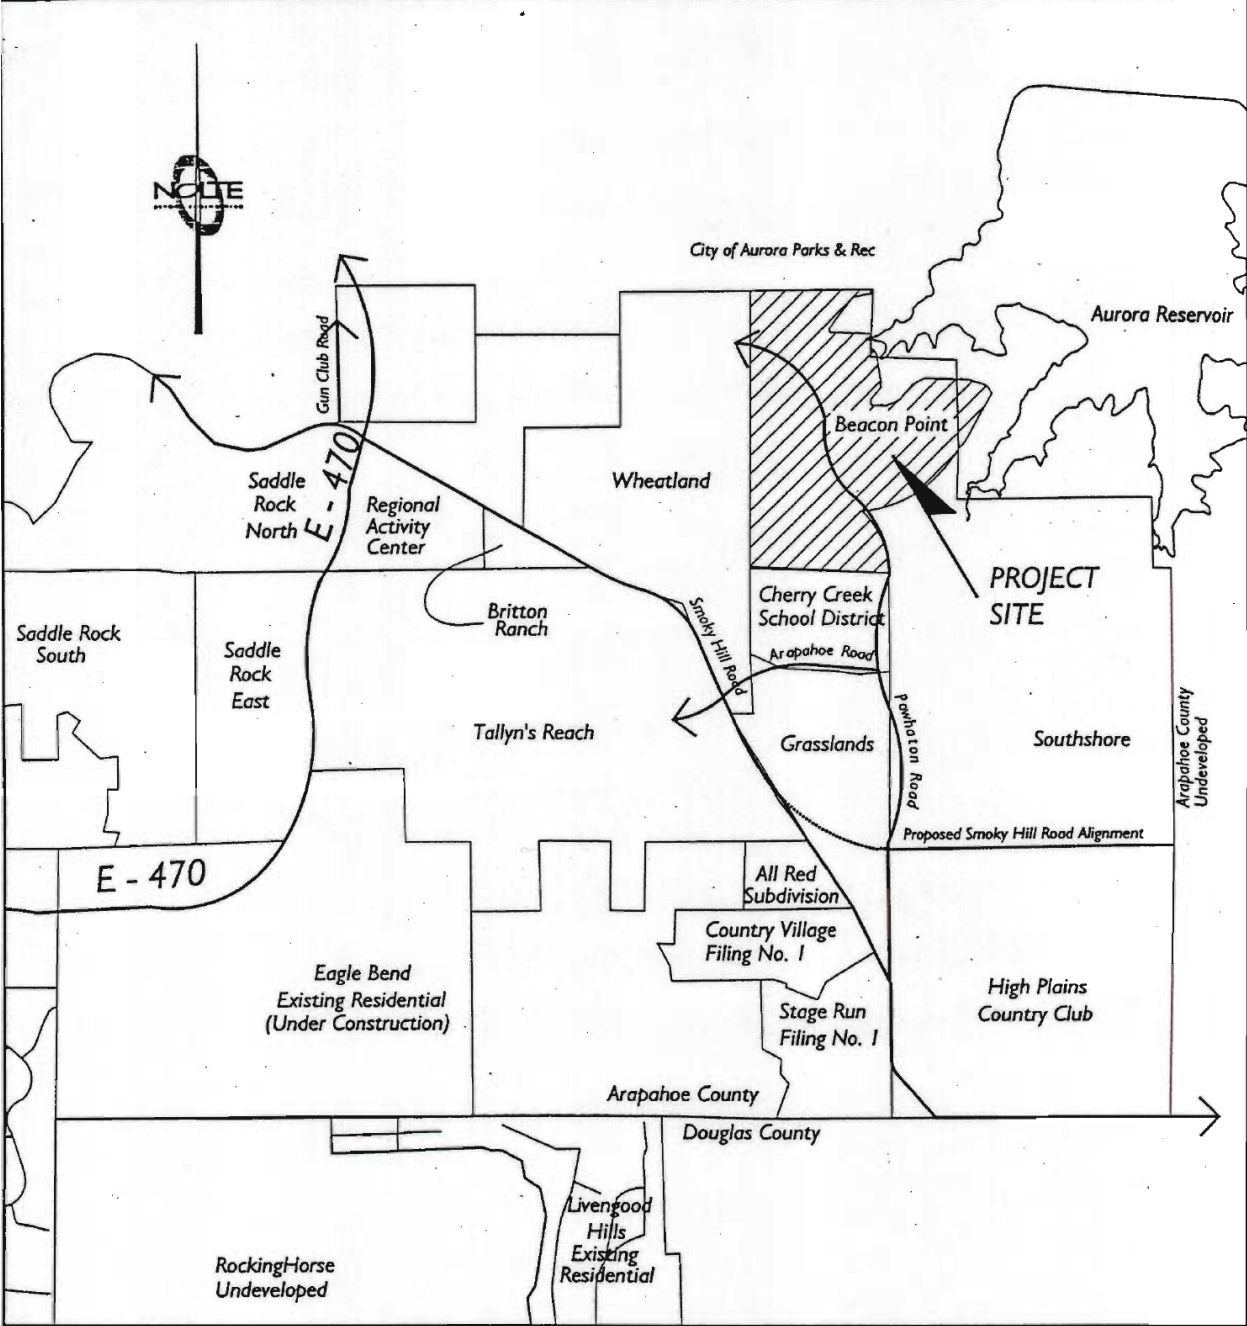 NOLTE
City of Aurora Parks & Rec
Aurora Reservoir
Gun Club Road
Beacon Point
E - 470
Saddle
Rock
North
Regional
Activity
Center
Wheatland
PROJECT
SITE
Cherry Creek
School District
Britton
Ranch
Smoky Hill Road
Arapahoe Road
Saddle Rock
South
Saddle
Rock
East
Tallyn's Reach
Grasslands
Powhaton Road
Southshore
Arapahoe County
Undeveloped
Proposed Smoky Hill Road Alignment
E - 470
All Red
Subdivision
Country Village
Filing No. 1
Eagle Bend
Existing Residential
(Under Construction)
High Plains
Country Club
Stage Run
Filing No. 1
Arapahoe County
Douglas County
Livengood
Hills
Existing
Residential
RockingHorse
Undeveloped